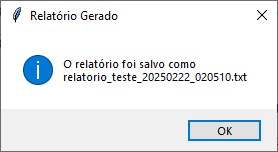 Relatório Gerado
O relatório foi salvo como
relatorio_teste_20250222_020510.txt
OK